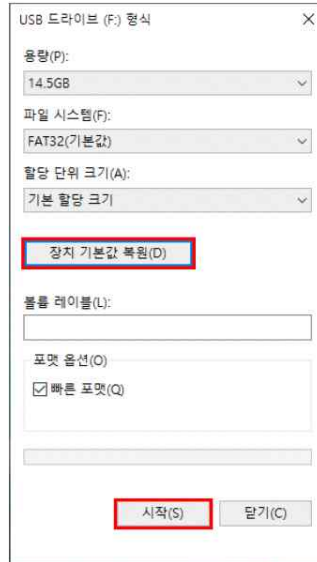 USB 드라이브 (F:) 형식
용량(P):
14.5GB
파일 시스템(F):
FAT32(기본값)
할당 단위 크기(A):
기본 할당 크기
장치 기본값 복원(D)
볼륨 레이블(L):
포맷 옵션(O)
빠른 포맷(Q)
시작(S) 닫기(C)